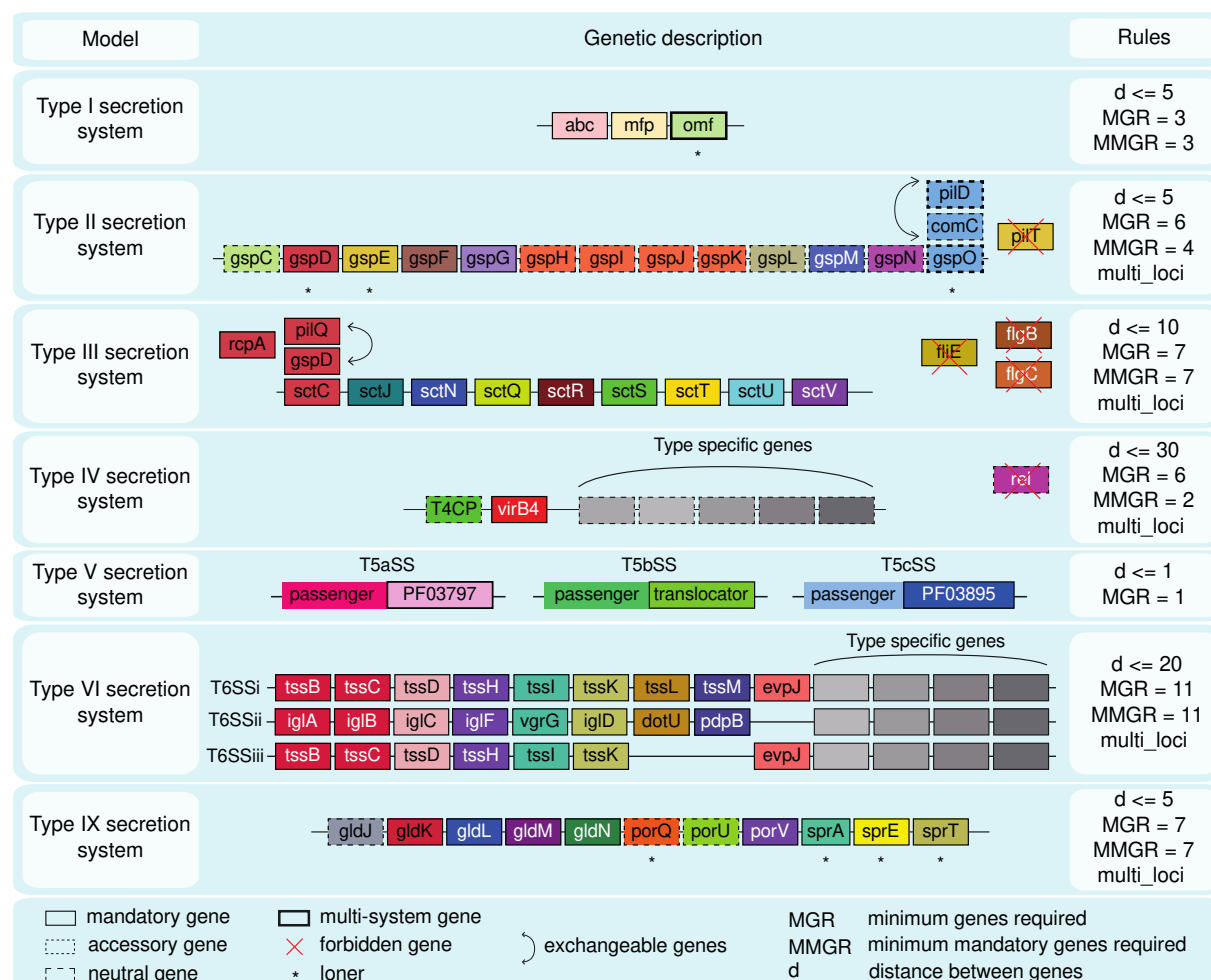 Model Genetic description Rules
Type I secretion system
abc mfp omf
*
d <= 5
MGR = 3
MMGR = 3
Type II secretion system
pilD
comC
pilT
gspC gspD gspE gspF gspG gspH gspI gspJ gspK gspL gspM gspN gspO
* * *
d <= 5
MGR = 6
MMGR = 4
multi_loci
Type III secretion system
rcpA
pilQ
gspD
fliE
flgB
flgC
sctC sctJ sctN sctQ sctR sctS sctT sctU sctV
d <= 10
MGR = 7
MMGR = 7
multi_loci
Type IV secretion system
Type specific genes
T4CP virB4
rel
d <= 30
MGR = 6
MMGR = 2
multi_loci
Type V secretion system
T5aSS T5bSS T5cSS
passenger PF03797 passenger translocator passenger PF03895
d <= 1
MGR = 1
Type VI secretion system
Type specific genes
T6SSi tssB tssC tssD tssH tssI tssK tssL tssM evpJ
T6SSii iglA iglB iglC iglF vgrG iglD dotU pdpB
T6SSiii tssB tssC tssD tssH tssI tssK evpJ
d <= 20
MGR = 11
MMGR = 11
multi_loci
Type IX secretion system
gldJ gldK gldL gldM gldN porQ porU porV sprA sprE sprT
* * * *
d <= 5
MGR = 7
MMGR = 7
multi_loci
mandatory gene multi-system gene MGR minimum genes required
accessory gene forbidden gene exchangeable genes MMGR minimum mandatory genes required
neutral gene * loner d distance between genes